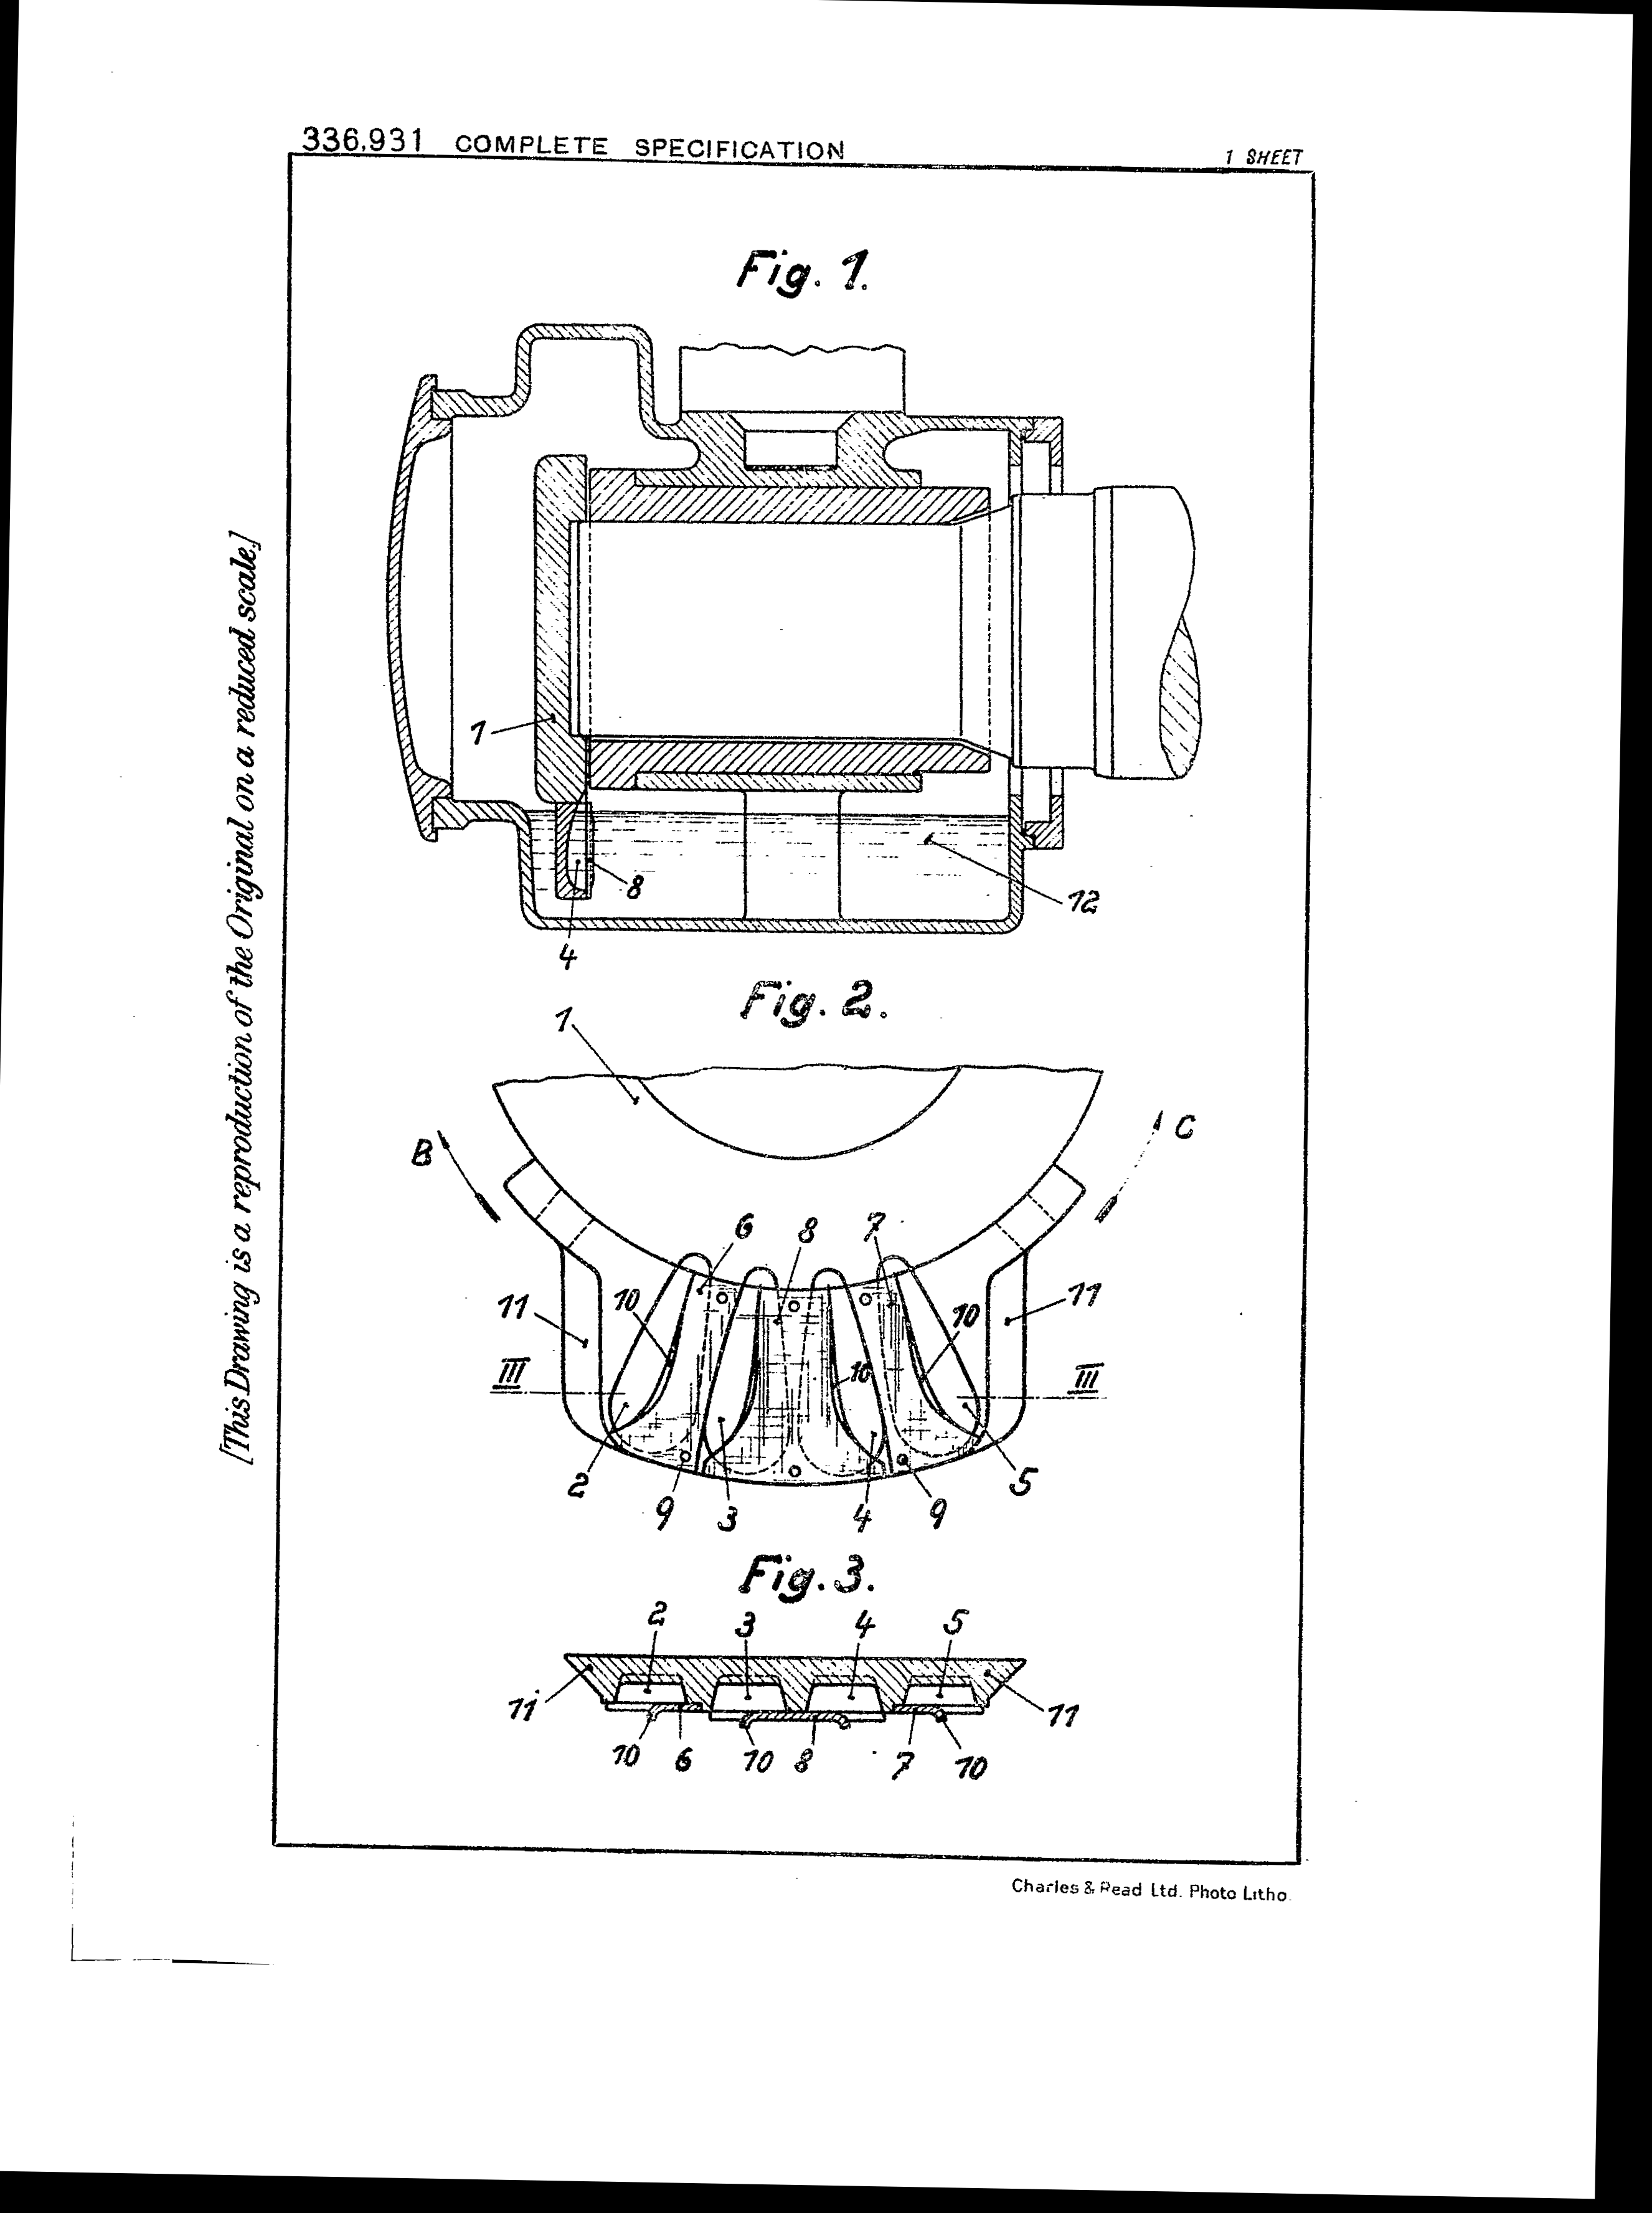 336,931 COMPLETE SPECIFICATION
1 SHEET
[This Drawing is a reproduction of the Original on a reduced scale.]
Fig. 1.
1
8
12
4
Fig. 2.
1
B
C
6
8
7
11
10
10
11
10
III
III
2
5
9
3
4
9
Fig. 3.
2
3
4
5
11
11
10
6
10
8
7
10
Charles & Read Ltd. Photo Litho.